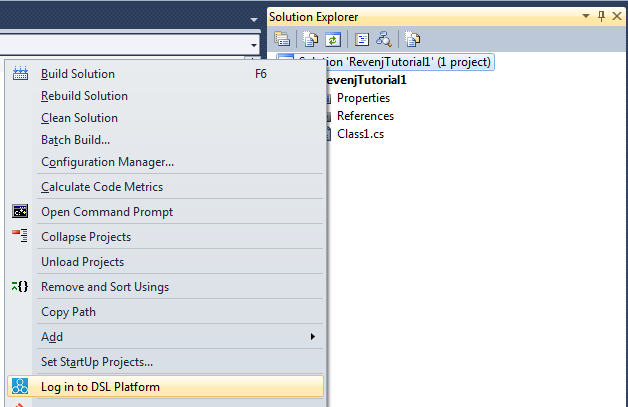 Solution Explorer
Solution 'RevenjTutorial1' (1 project)
RevenjTutorial1
Properties
References
Class1.cs
Build Solution F6
Rebuild Solution
Clean Solution
Batch Build...
Configuration Manager...
Calculate Code Metrics
Open Command Prompt
Collapse Projects
Unload Projects
Remove and Sort Usings
Copy Path
Add
Set StartUp Projects...
Log in to DSL Platform